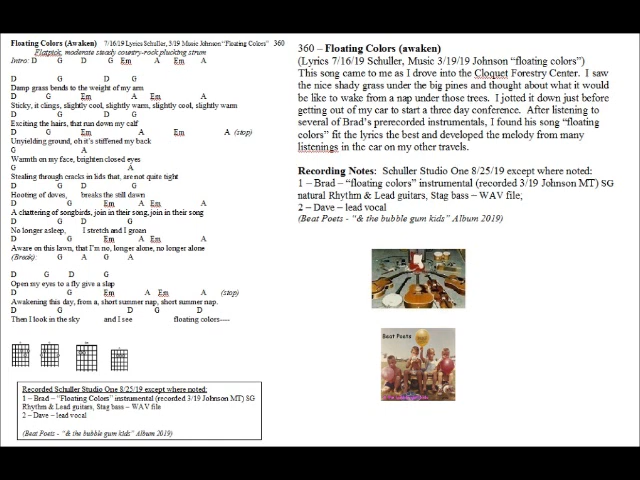 Floating Colors (Awaken) 7/16/19 Lyrics Schuller, 3/19 Music Johnson "Floating Colors" 360
Flatpick, moderate steady country-rock plucking strum
Intro: D G D G Em A Em A
D G D G
Damp grass bends to the weight of my arm
D G Em A Em A
Sticky, it clings, slightly cool, slightly warm, slightly cool, slightly warm
D G D G
Exciting the hairs, that run down my calf
D G Em A Em A (stop)
Unyielding ground, oh it's stiffened my back
G A
Warmth on my face, brighten closed eyes
G A
Stealing through cracks in lids that, are not quite tight
D G D G
Hooting of doves, breaks the still dawn
D G Em A Em A
A chattering of songbirds, join in their song, join in their song
D G D G
No longer asleep, I stretch and I groan
D G Em A Em A
Aware on this lawn, that I'm no, longer alone, no longer alone
(Break): G A G A
D G D G
Open my eyes to a fly give a slap
D G Em A Em A (stop)
Awakening this day, from a, short summer nap, short summer nap.
D G D G D
Then I look in the sky and I see floating colors----
Recorded Schuller Studio One 8/25/19 except where noted:
1 – Brad – "Floating Colors" instrumental (recorded 3/19 Johnson MT) SG
Rhythm & Lead guitars, Stag bass – WAV file
2 – Dave – lead vocal
(Beat Poets - "& the bubble gum kids" Album 2019)
360 – Floating Colors (awaken)
(Lyrics 7/16/19 Schuller, Music 3/19/19 Johnson "floating colors")
This song came to me as I drove into the Cloquet Forestry Center. I saw
the nice shady grass under the big pines and thought about what it would
be like to wake from a nap under those trees. I jotted it down just before
getting out of my car to start a three day conference. After listening to
several of Brad's prerecorded instrumentals, I found his song "floating
colors" fit the lyrics the best and developed the melody from many
listenings in the car on my other travels.
Recording Notes: Schuller Studio One 8/25/19 except where noted:
1 – Brad – "floating colors" instrumental (recorded 3/19 Johnson MT) SG
natural Rhythm & Lead guitars, Stag bass – WAV file;
2 – Dave – lead vocal
(Beat Poets - "& the bubble gum kids" Album 2019)
Beat Poets